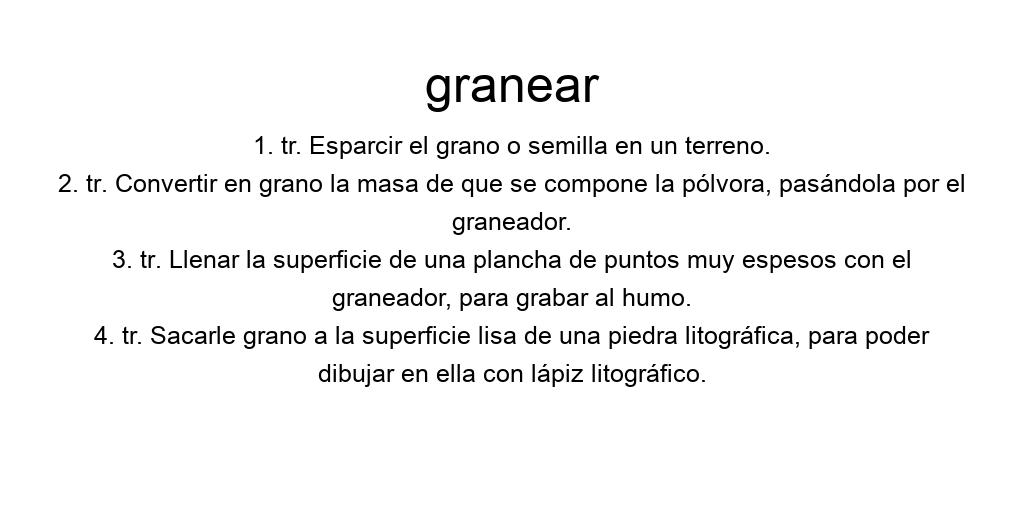 granear
1. tr. Esparcir el grano o semilla en un terreno.
2. tr. Convertir en grano la masa de que se compone la pólvora, pasándola por el
graneador.
3. tr. Llenar la superficie de una plancha de puntos muy espesos con el
graneador, para grabar al humo.
4. tr. Sacarle grano a la superficie lisa de una piedra litográfica, para poder
dibujar en ella con lápiz litográfico.